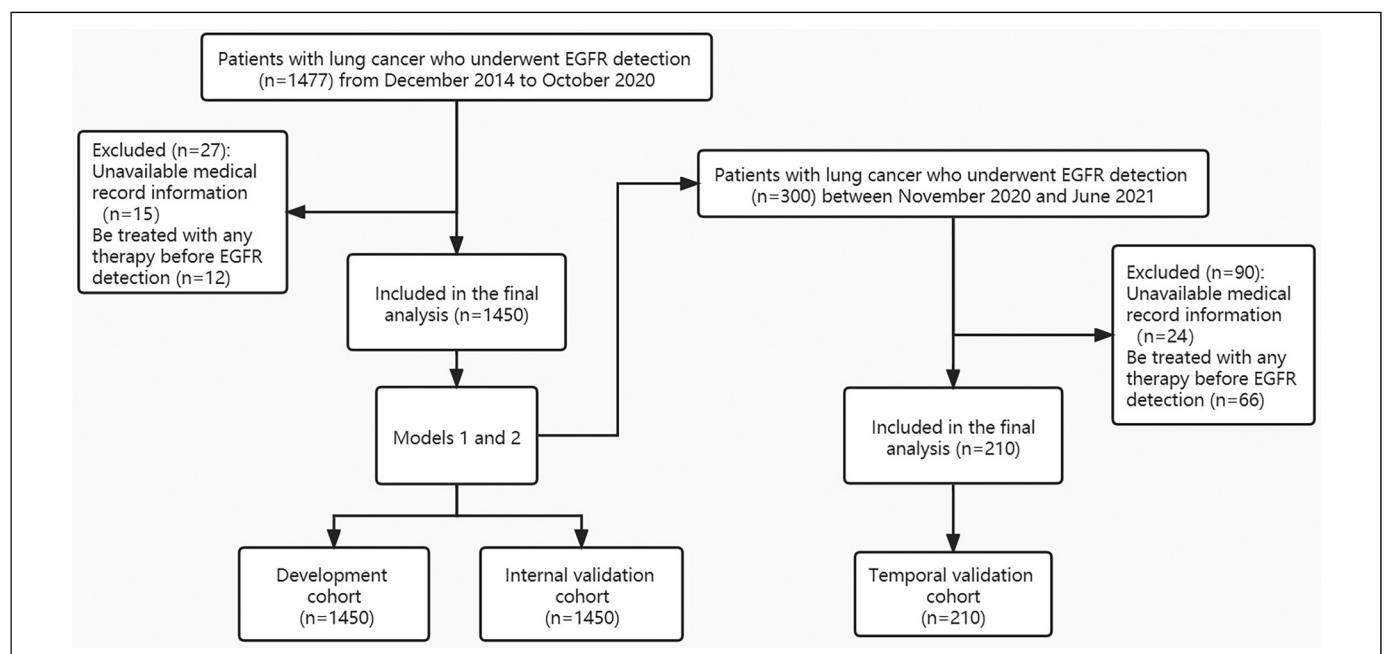 Patients with lung cancer who underwent EGFR detection
(n=1477) from December 2014 to October 2020
Excluded (n=27):
Unavailable medical
record information
(n=15)
Be treated with any
therapy before EGFR
detection (n=12)
Included in the final
analysis (n=1450)
Models 1 and 2
Development
cohort
(n=1450)
Internal validation
cohort
(n=1450)
Patients with lung cancer who underwent EGFR detection
(n=300) between November 2020 and June 2021
Excluded (n=90):
Unavailable medical
record information
(n=24)
Be treated with any
therapy before EGFR
detection (n=66)
Included in the final
analysis (n=210)
Temporal validation
cohort
(n=210)